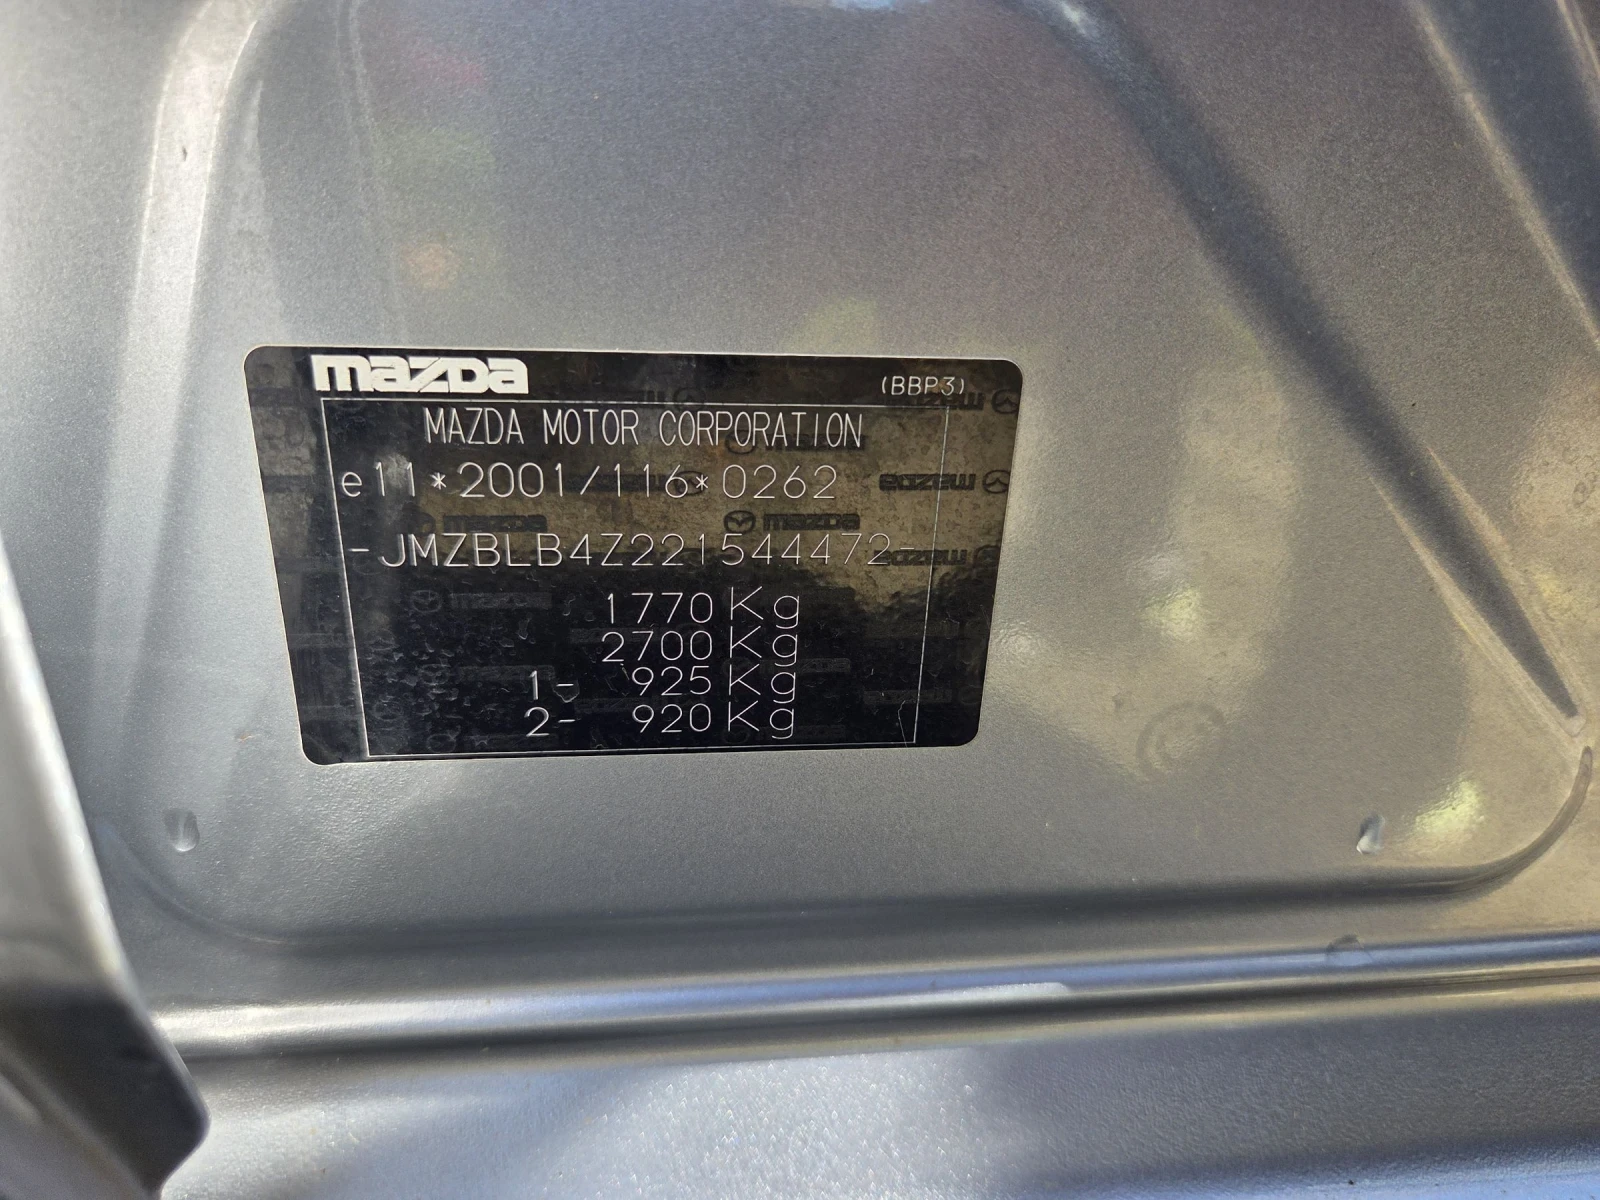 mazda
(BBP3)
MAZDA MOTOR CORPORATION
e11*2001/116*0262
-JMZBLB4Z221544472
1770Kg
2700Kg
1- 925Kg
2- 920Kg